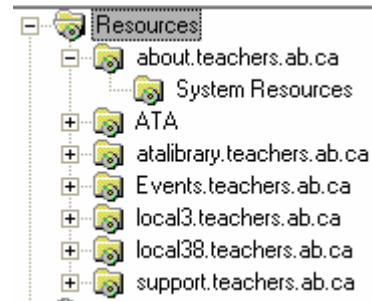 Resources
about.teachers.ab.ca
System Resources
ATA
atalibrary.teachers.ab.ca
Events.teachers.ab.ca
local3.teachers.ab.ca
local38.teachers.ab.ca
support.teachers.ab.ca